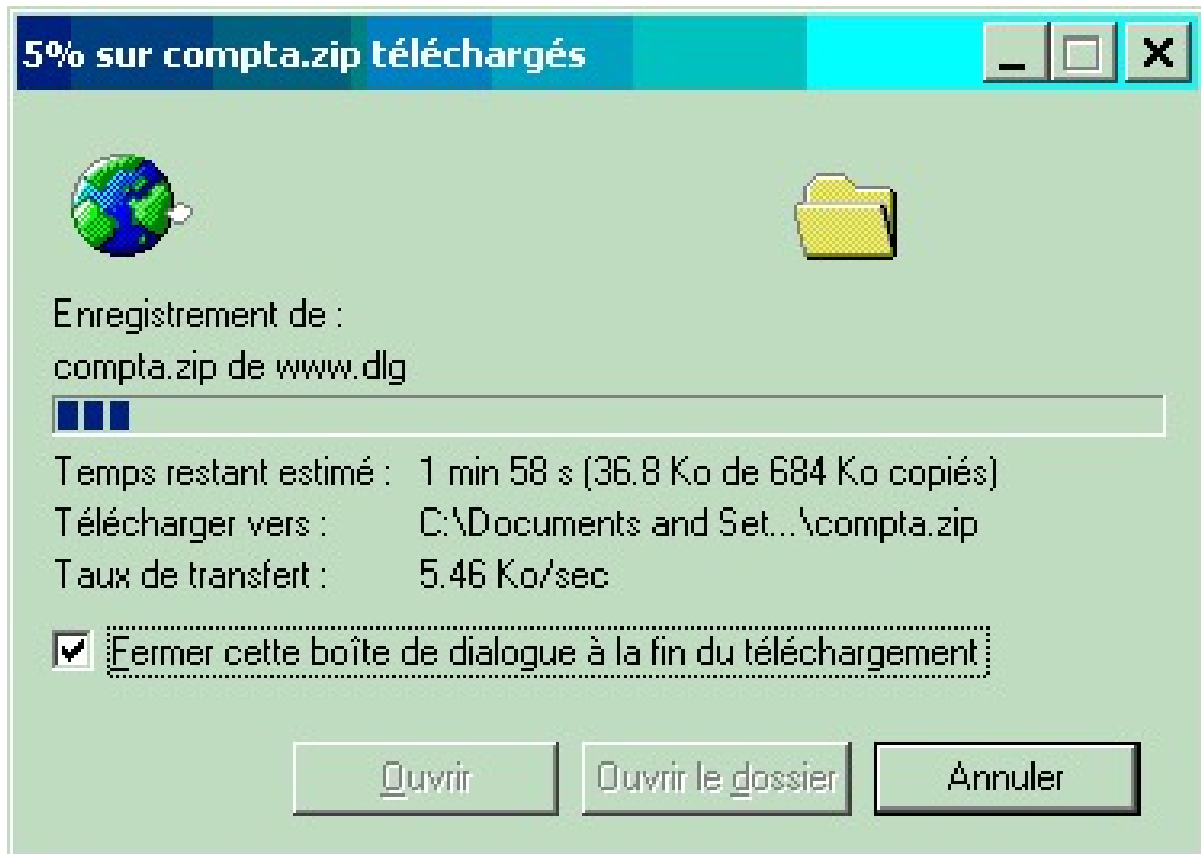 5% sur compta.zip téléchargés
Enregistrement de :
compta.zip de www.dlg
Temps restant estimé : 1 min 58 s (36.8 Ko de 684 Ko copiés)
Télécharger vers : C:\Documents and Set...\compta.zip
Taux de transfert : 5.46 Ko/sec
Fermer cette boîte de dialogue à la fin du téléchargement
Ouvrir Ouvrir le dossier Annuler